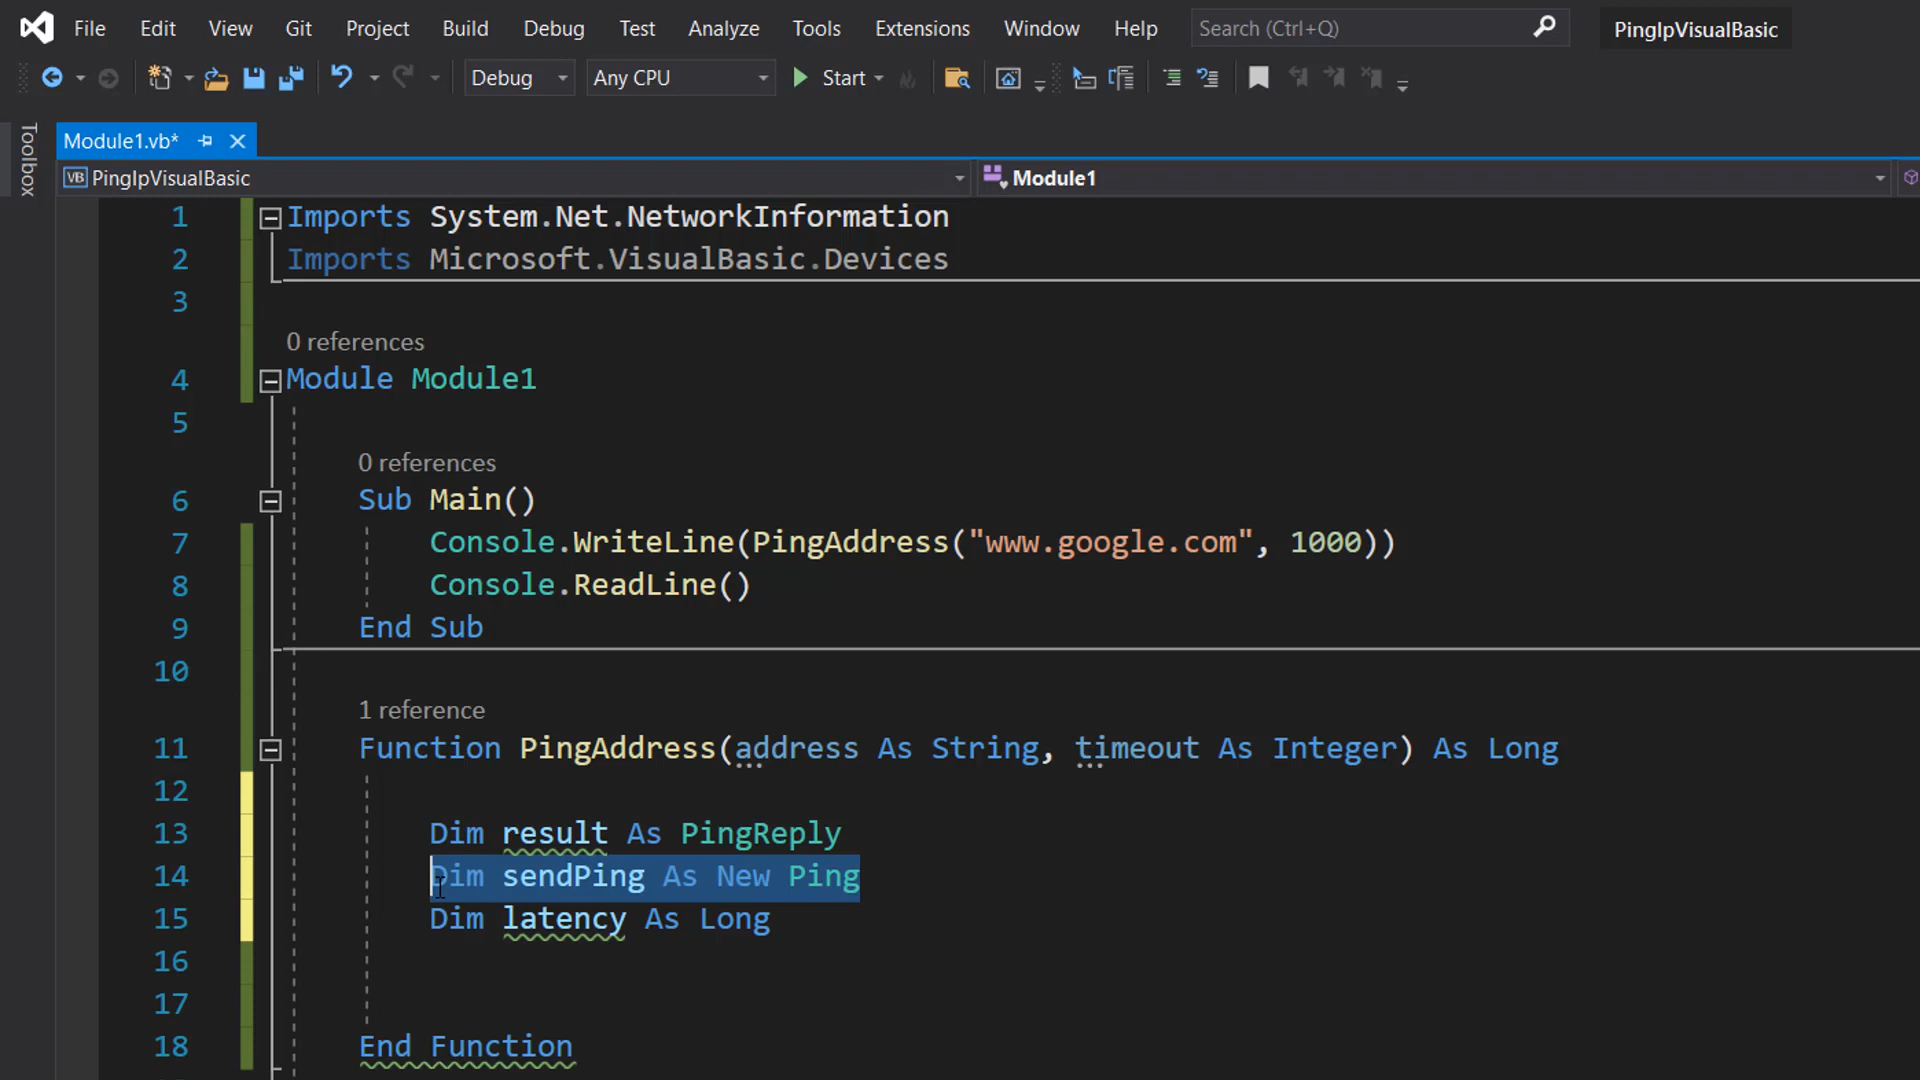 File Edit View Git Project Build Debug Test Analyze Tools Extensions Window Help Search (Ctrl+Q) PingIpVisualBasic
Debug Any CPU Start
Toolbox
Module1.vb*
VB PingIpVisualBasic Module1
1 Imports System.Net.NetworkInformation
2 Imports Microsoft.VisualBasic.Devices
3
0 references
4 Module Module1
5
0 references
6 Sub Main()
7 Console.WriteLine(PingAddress("www.google.com", 1000))
8 Console.ReadLine()
9 End Sub
10
1 reference
11 Function PingAddress(address As String, timeout As Integer) As Long
12
13 Dim result As PingReply
14 Dim sendPing As New Ping
15 Dim latency As Long
16
17
18 End Function